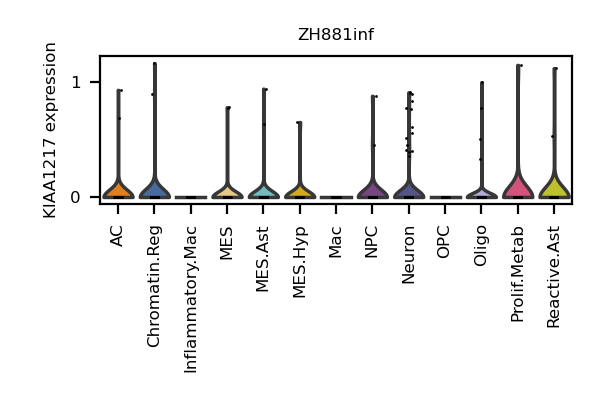 ZH881inf
KIAA1217 expression
1
0
AC
Chromatin.Reg
Inflammatory.Mac
MES
MES.Ast
MES.Hyp
Mac
NPC
Neuron
OPC
Oligo
Prolif.Metab
Reactive.Ast